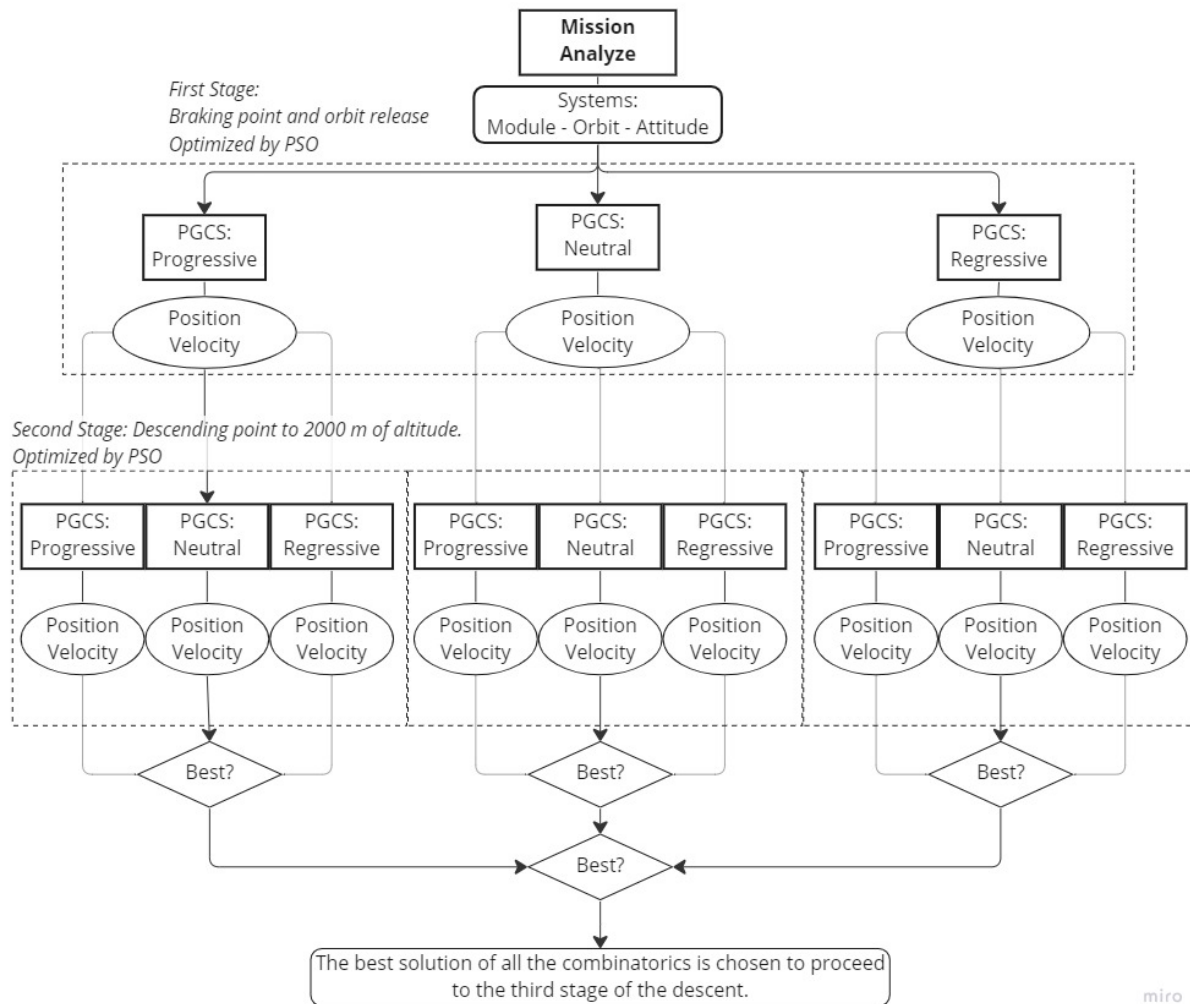 Mission
Analyze
First Stage:
Braking point and orbit release
Optimized by PSO
Systems:
Module - Orbit - Attitude
PGCS:
Progressive
PGCS:
Neutral
PGCS:
Regressive
Position
Velocity
Position
Velocity
Position
Velocity
Second Stage: Descending point to 2000 m of altitude.
Optimized by PSO
PGCS:
Progressive
PGCS:
Neutral
PGCS:
Regressive
PGCS:
Progressive
PGCS:
Neutral
PGCS:
Regressive
PGCS:
Progressive
PGCS:
Neutral
PGCS:
Regressive
Position
Velocity
Position
Velocity
Position
Velocity
Position
Velocity
Position
Velocity
Position
Velocity
Position
Velocity
Position
Velocity
Position
Velocity
Best?
Best?
Best?
Best?
The best solution of all the combinatorics is chosen to proceed
to the third stage of the descent.
miro